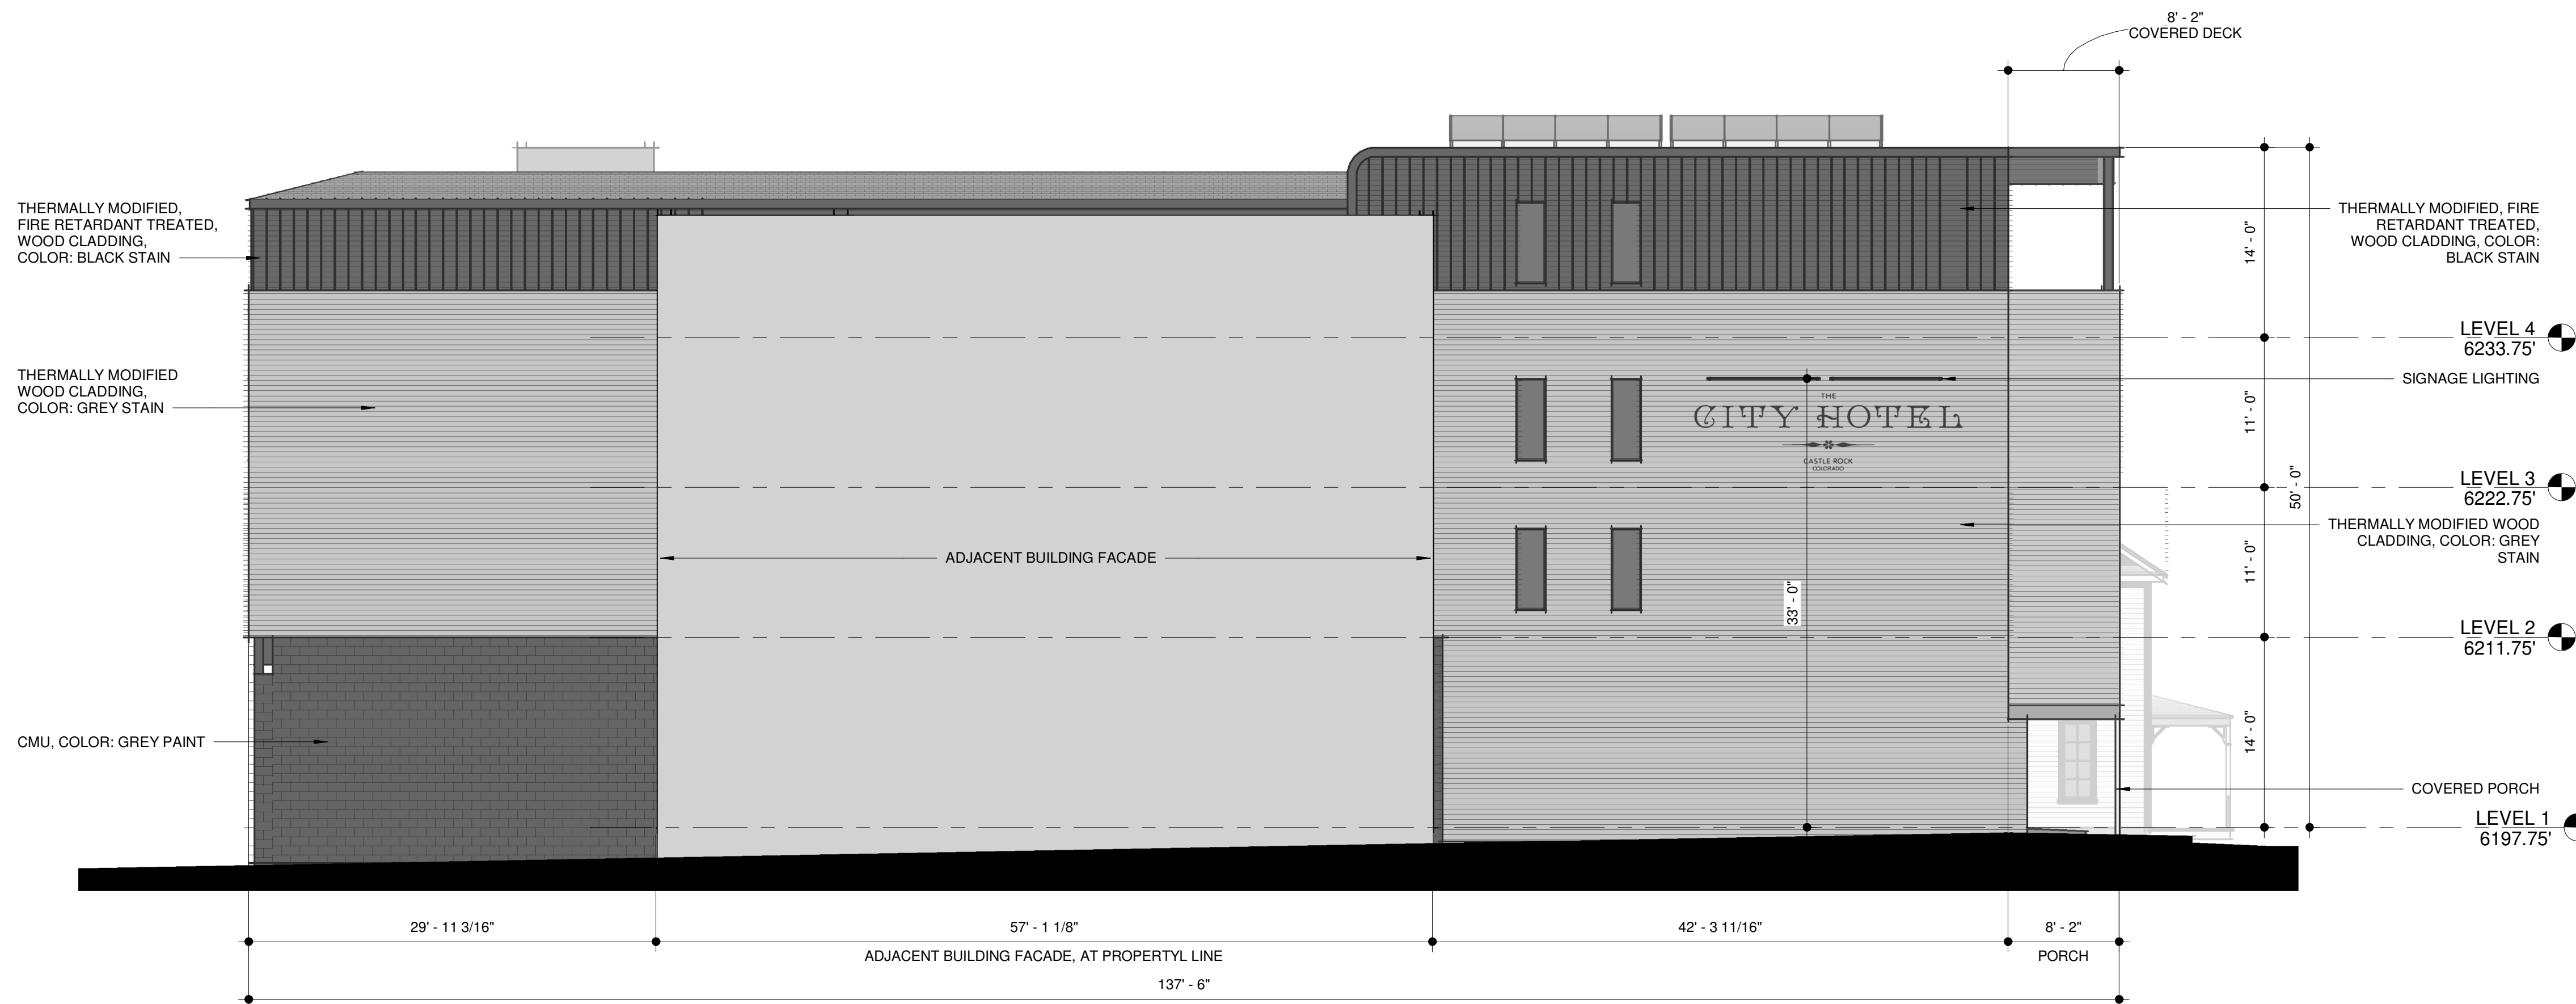 8' - 2"
COVERED DECK
THERMALLY MODIFIED,
FIRE RETARDANT TREATED,
WOOD CLADDING,
COLOR: BLACK STAIN
THERMALLY MODIFIED
WOOD CLADDING,
COLOR: GREY STAIN
CMU, COLOR: GREY PAINT
ADJACENT BUILDING FACADE
THE
CITY HOTEL
CASTLE ROCK
COLORADO
33' - 0"
14' - 0"
11' - 0"
11' - 0"
14' - 0"
50' - 0"
THERMALLY MODIFIED, FIRE
RETARDANT TREATED,
WOOD CLADDING, COLOR:
BLACK STAIN
LEVEL 4
6233.75'
SIGNAGE LIGHTING
LEVEL 3
6222.75'
THERMALLY MODIFIED WOOD
CLADDING, COLOR: GREY
STAIN
LEVEL 2
6211.75'
COVERED PORCH
LEVEL 1
6197.75'
29' - 11 3/16"
57' - 1 1/8"
42' - 3 11/16"
8' - 2"
ADJACENT BUILDING FACADE, AT PROPERTYL LINE
PORCH
137' - 6"